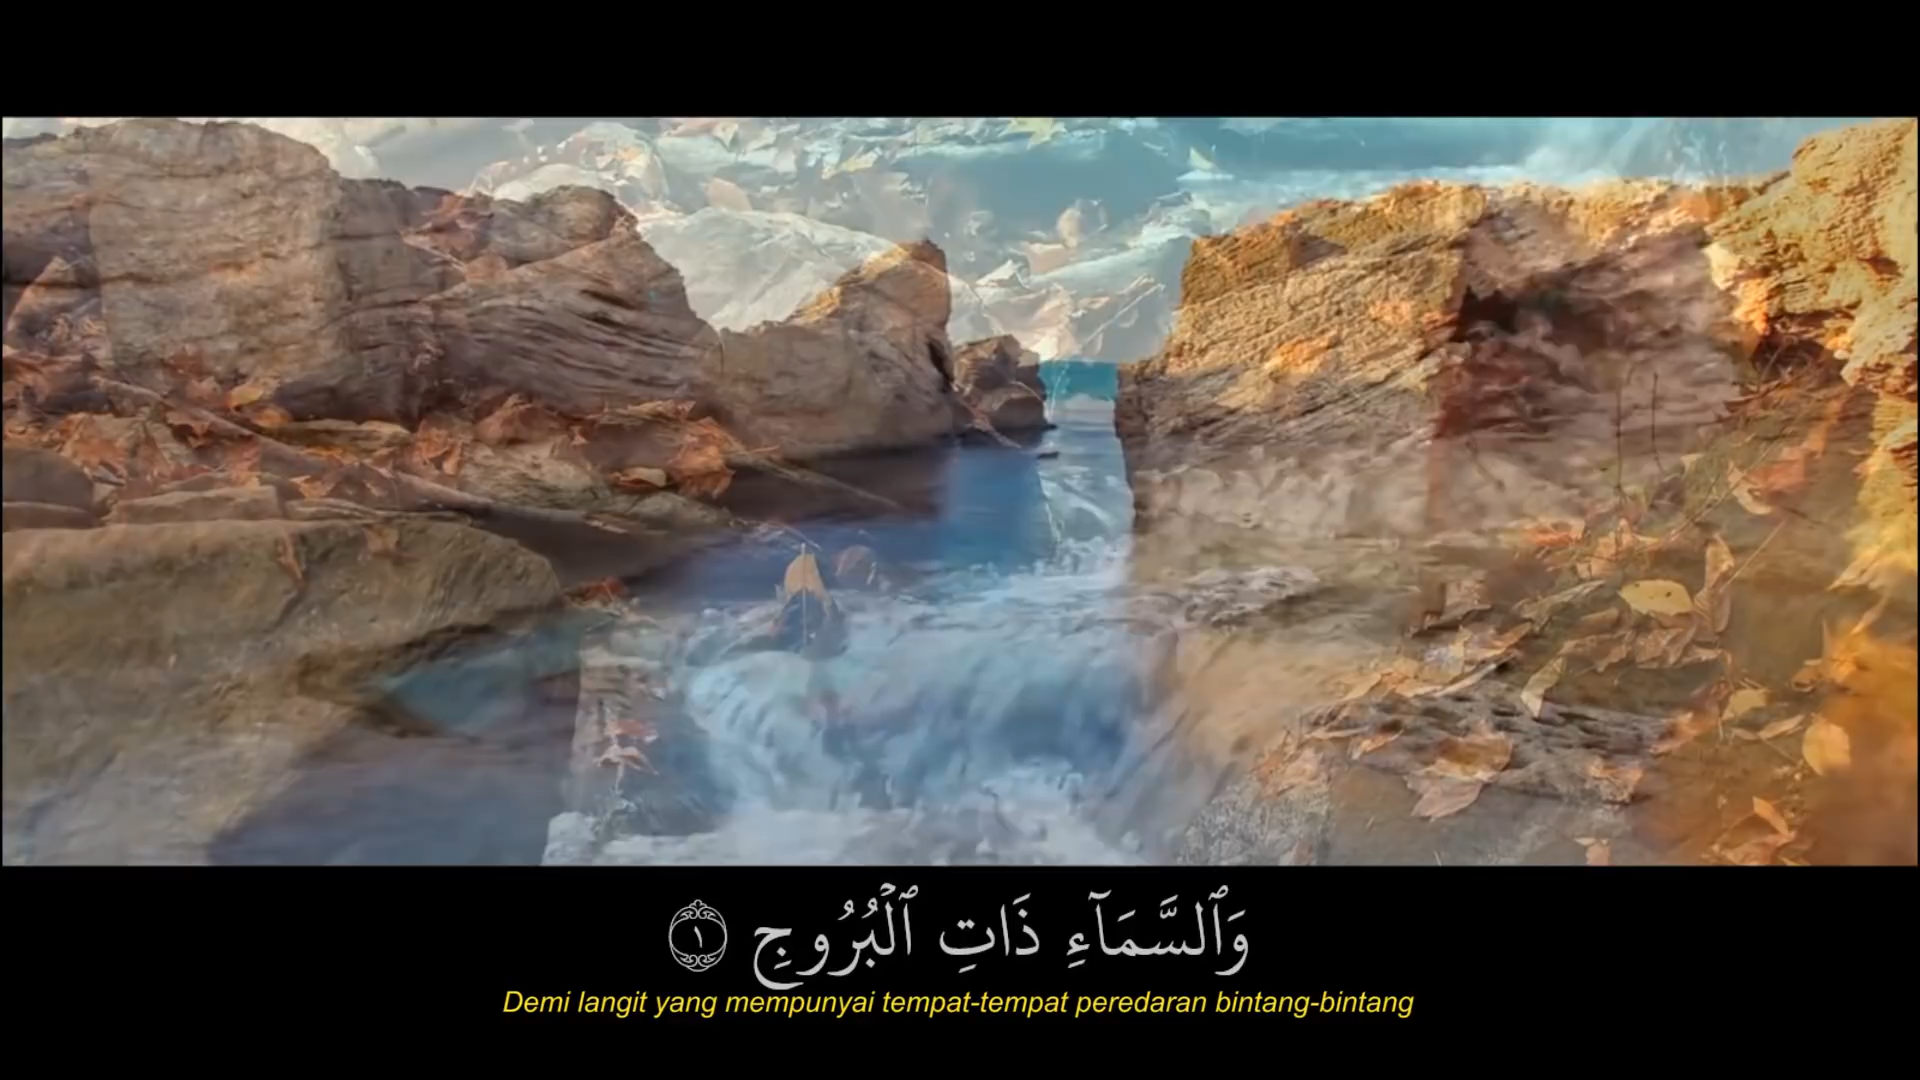 وَٱلسَّمَآءِ ذَاتِ ٱلْبُرُوجِ ١
Demi langit yang mempunyai tempat-tempat peredaran bintang-bintang